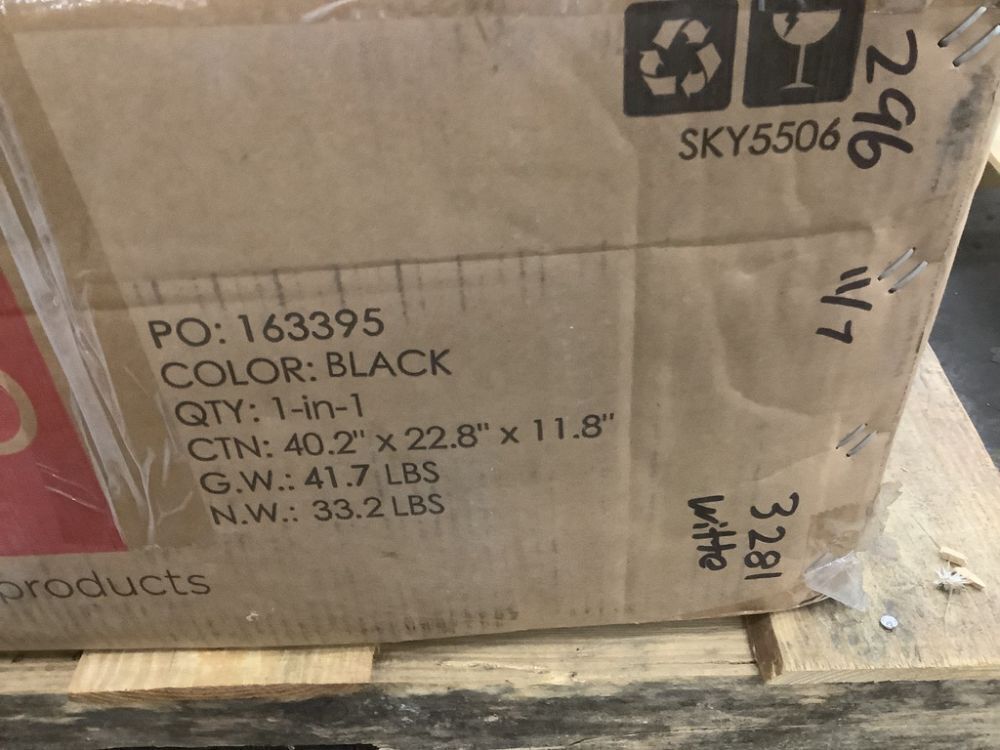 SKY5506
296
11/7
PO: 163395
COLOR: BLACK
QTY: 1-in-1
CTN: 40.2" x 22.8" x 11.8"
G.W.: 41.7 LBS
N.W.: 33.2 LBS
3281
Witte
products